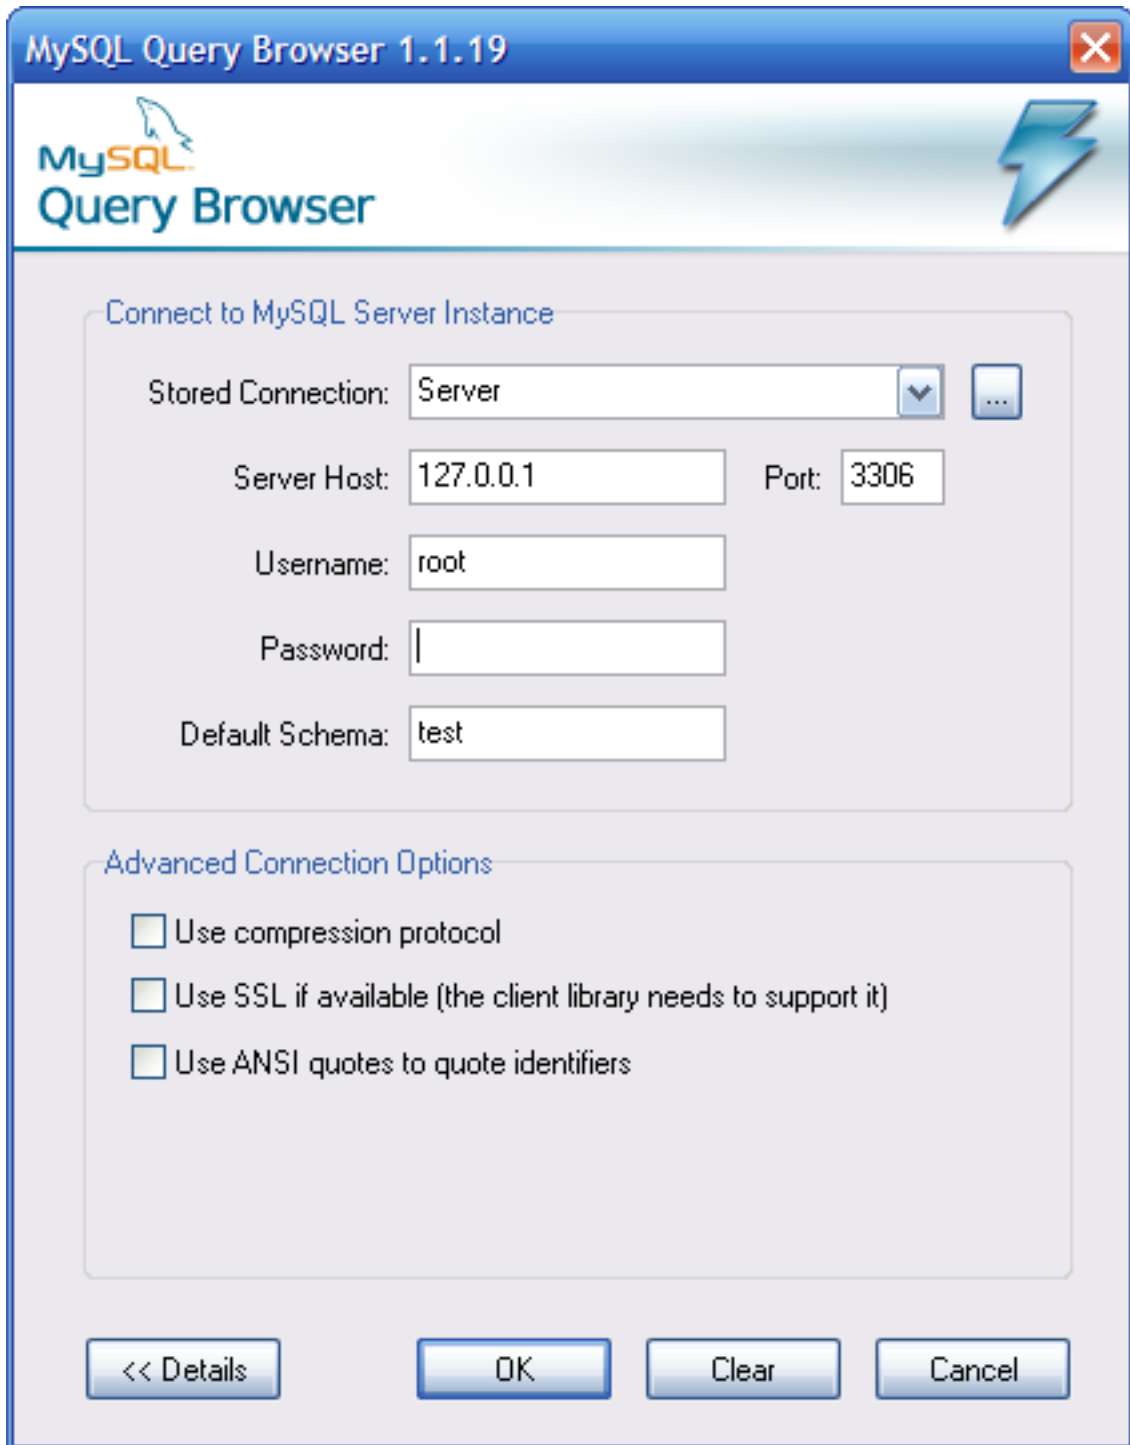 MySQL Query Browser 1.1.19
MySQL
Query Browser
Connect to MySQL Server Instance
Stored Connection: Server ...
Server Host: 127.0.0.1 Port: 3306
Username: root
Password:
Default Schema: test
Advanced Connection Options
Use compression protocol
Use SSL if available (the client library needs to support it)
Use ANSI quotes to quote identifiers
<< Details OK Clear Cancel